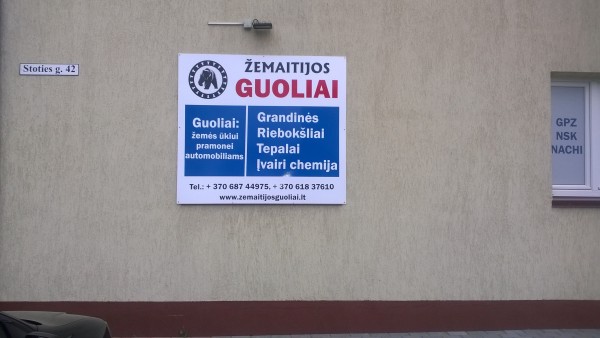 Stoties g. 42
ŽEMAITIJOS
GUOLIAI
Guoliai:
žemės ūkiui
pramonei
automobiliams
Grandinės
Riebokšliai
Tepalai
Įvairi chemija
Tel.: + 370 687 44975, + 370 618 37610
www.zemaitijosguoliai.lt
GPZ
NSK
NACHI